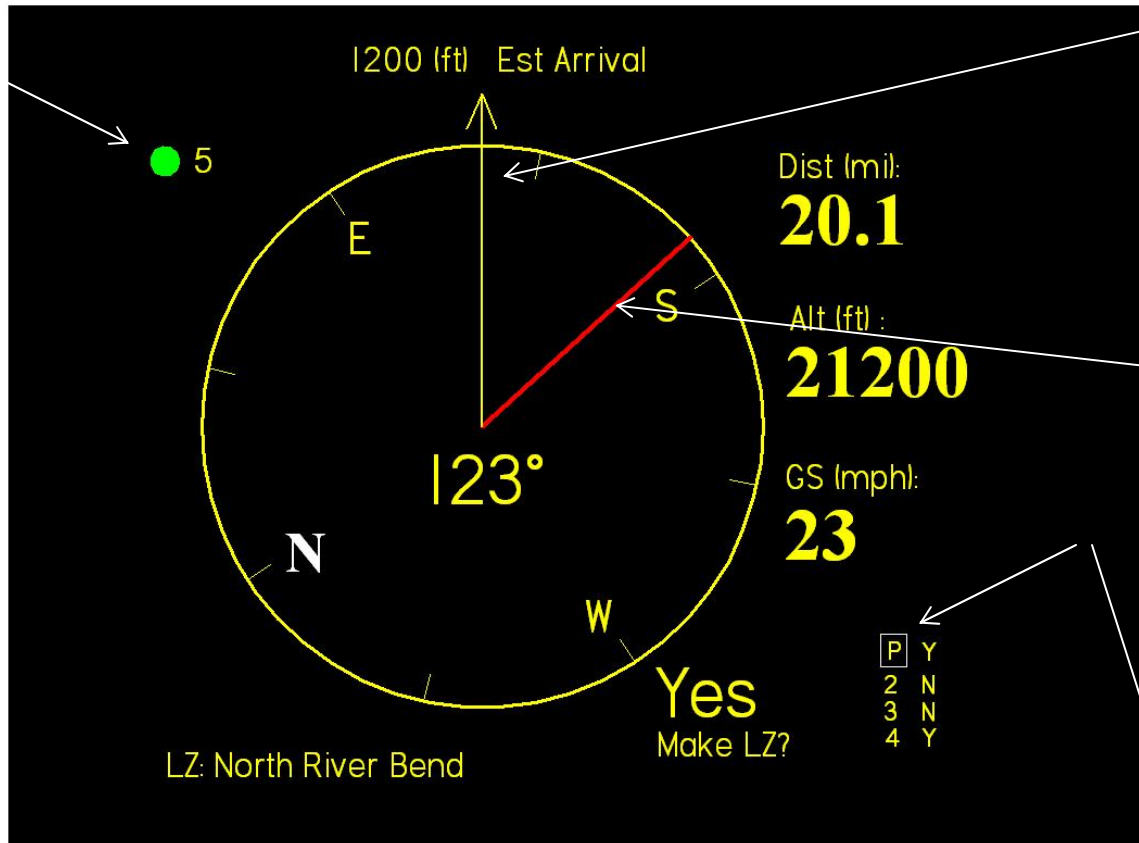 1200 (ft) Est Arrival
5
E
Dist (mi):
20.1
S
Alt (ft) :
21200
123°
GS (mph):
23
N
W
P Y
2 N
3 N
4 Y
Yes
Make LZ?
LZ: North River Bend